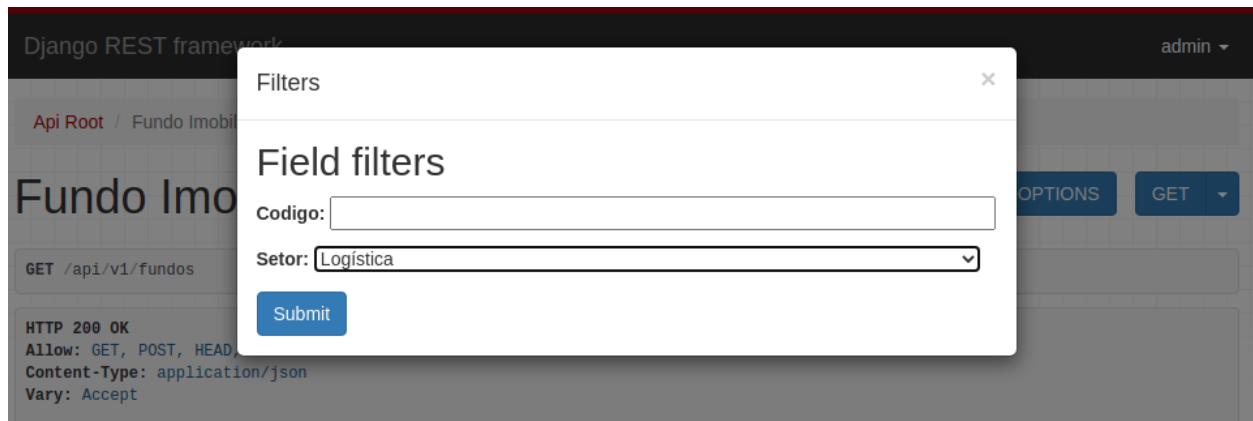 Django REST framework
admin
Filters
×
Api Root / Fundo Imobil
Field filters
Fundo Imo
OPTIONS
GET
Codigo:
Setor: Logística
GET /api/v1/fundos
Submit
HTTP 200 OK
Allow: GET, POST, HEAD,
Content-Type: application/json
Vary: Accept